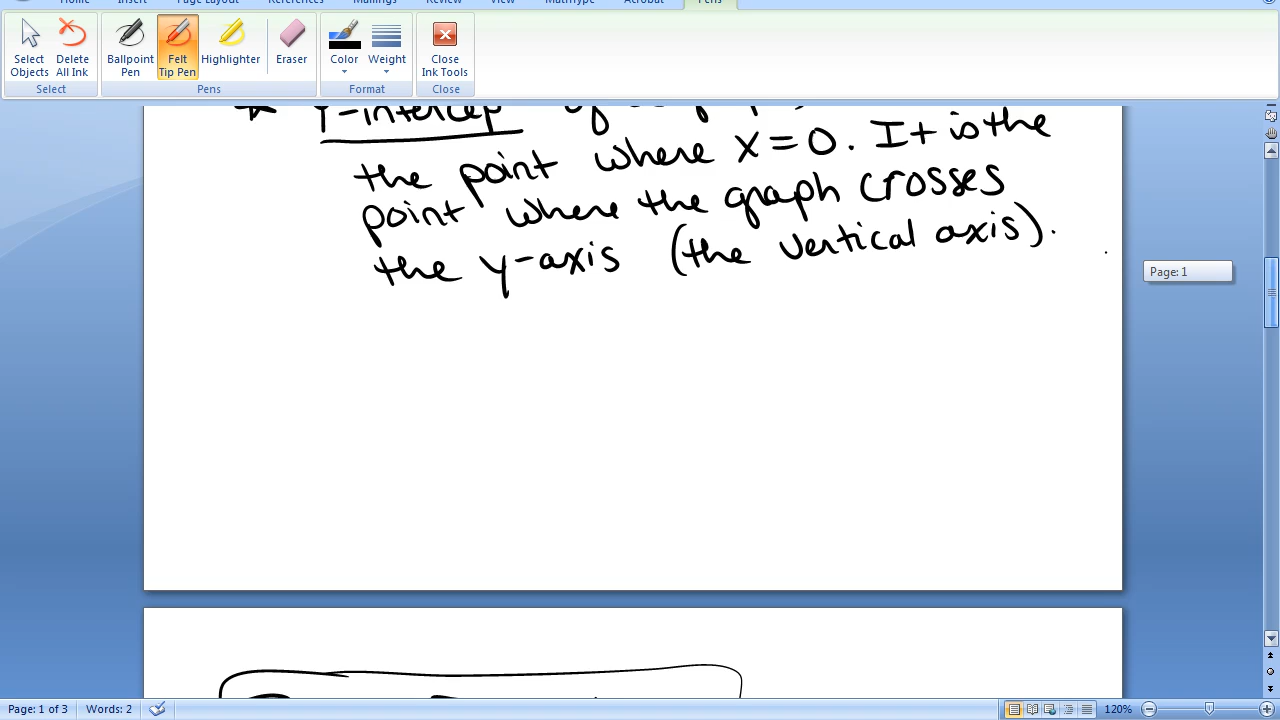 Home Insert Page Layout References Mailings Review View MathType Acrobat Pens
Select Objects
Delete All Ink
Ballpoint Pen
Felt Tip Pen
Highlighter
Eraser
Color
Weight
Close Ink Tools
Select
Pens
Format
Close
* Y-intercept of
the point where x=0. It is the
point where the graph crosses
the y-axis (the vertical axis).
Page: 1
Page: 1 of 3
Words: 2
120%